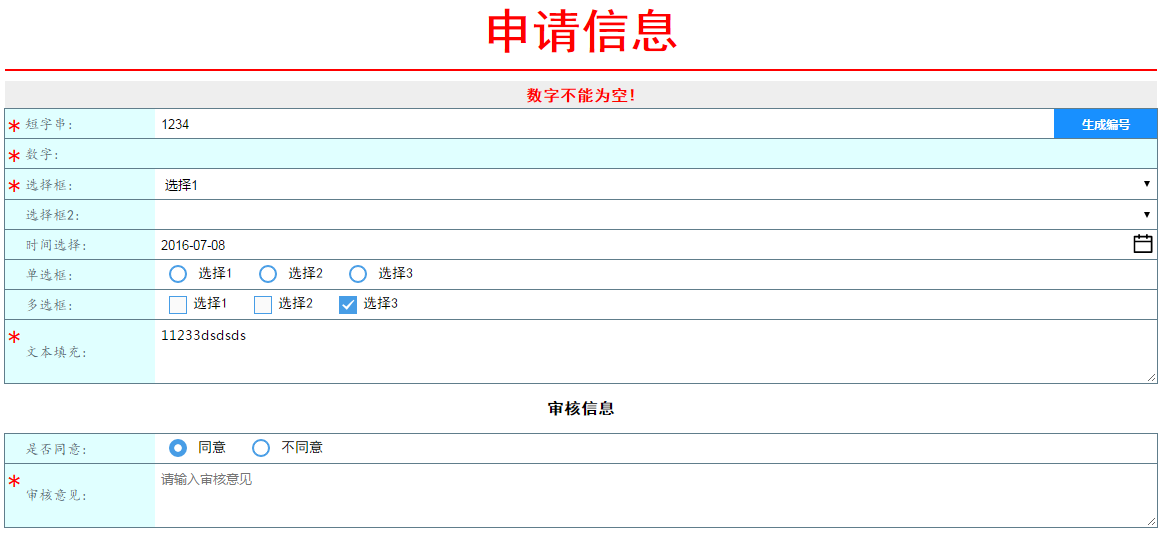 申请信息
数字不能为空!
* 短字串: 1234 生成编号
* 数字:
* 选择框: 选择1
选择框2:
时间选择: 2016-07-08
单选框: 选择1 选择2 选择3
多选框: 选择1 选择2 选择3
* 文本填充: 11233dsdsds
审核信息
是否同意: 同意 不同意
* 审核意见: 请输入审核意见